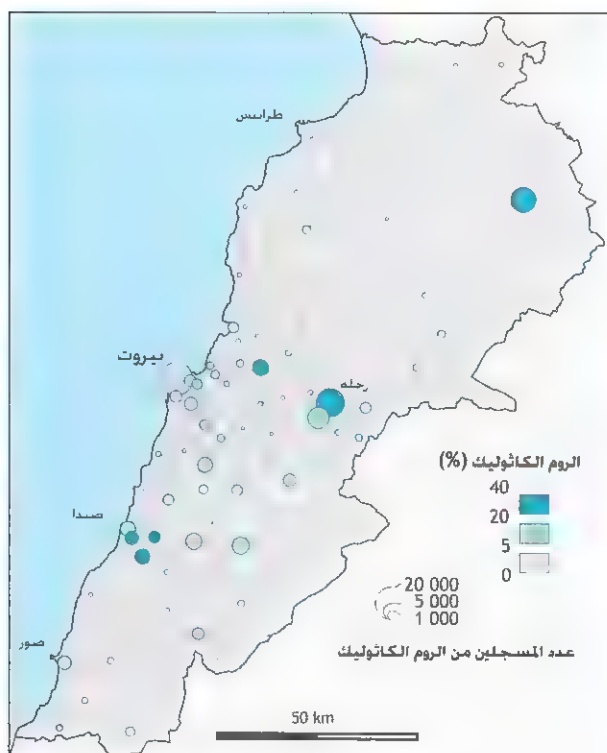 طرابلس
بيروت
زحله
صيدا
صور
الروم الكاثوليك (%)
40
20
5
0
20 000
5 000
1 000
عدد المسجلين من الروم الكاثوليك
50 km